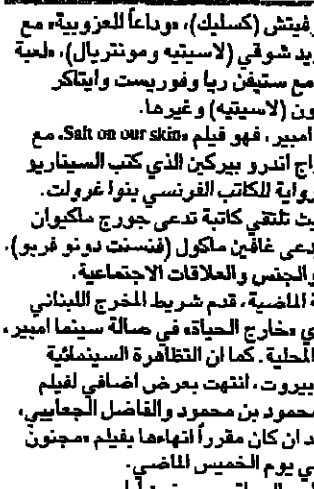 رفيتش (كسليك)، «وداعاً للعزوبية» مع
يد شوقي (لاسيتيه ومونتريال)، «لعبة
مع ستيفن ريا وفوريست وايتاكر
ون (لاسيتيه) وغيرها.
امبير، فهو فيلم «Salt on our skin» مع
راج اندرو بيركين الذي كتب السيناريو
رواية للكاتب الفرنسي بنوا غرولت.
يث تلتقي كاتبة تدعى جورج ماكيوان
دعى غافين ماكول (فنسنت دونو فريو).
والجنس والعلاقات الاجتماعية.
ة الماضية، قدم شريط المخرج اللبناني
ي «خارج الحياة» في صالة سينما امبير،
المحلية. كما ان التظاهرة السينمائية
بيروت، انتهت بعرض اضافي لفيلم
محمود بن محمود والفاضل الجعايبي،
د ان كان مقرراً انتهاءها بفيلم «مجنون
ي يوم الخميس الماضي.